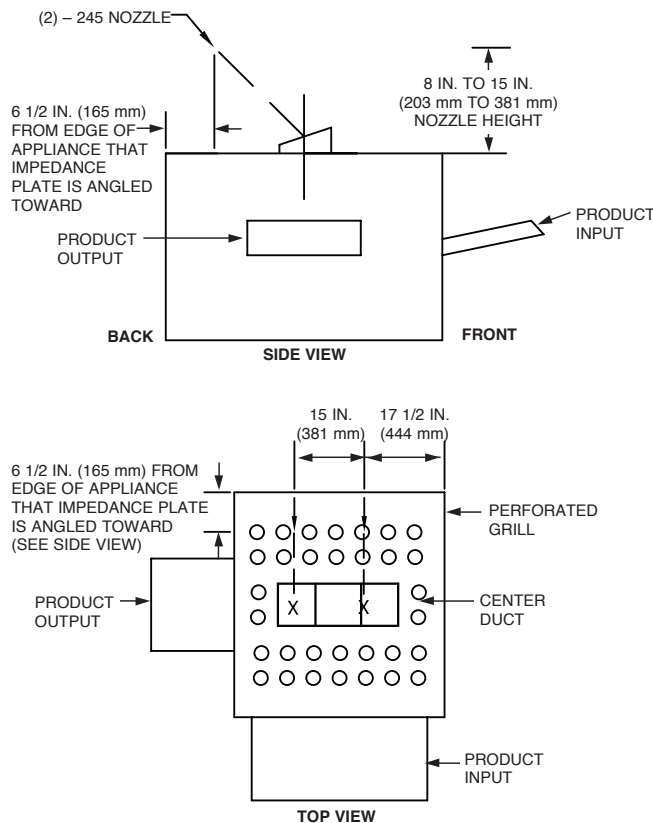 (2) – 245 NOZZLE
8 IN. TO 15 IN.
(203 mm TO 381 mm)
NOZZLE HEIGHT
6 1/2 IN. (165 mm)
FROM EDGE OF
APPLIANCE THAT
IMPEDANCE
PLATE IS ANGLED
TOWARD
PRODUCT
INPUT
PRODUCT
OUTPUT
BACK
FRONT
SIDE VIEW
15 IN.
(381 mm)
17 1/2 IN.
(444 mm)
6 1/2 IN. (165 mm) FROM
EDGE OF APPLIANCE
THAT IMPEDANCE PLATE
IS ANGLED TOWARD
(SEE SIDE VIEW)
PERFORATED
GRILL
PRODUCT
OUTPUT
X
X
CENTER
DUCT
PRODUCT
INPUT
TOP VIEW